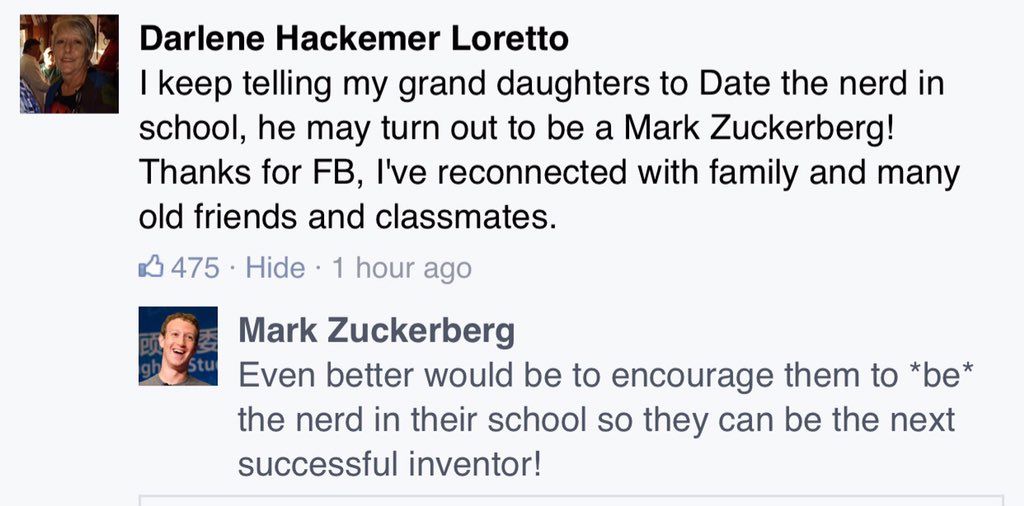 Darlene Hackemer Loretto
I keep telling my grand daughters to Date the nerd in
school, he may turn out to be a Mark Zuckerberg!
Thanks for FB, I've reconnected with family and many
old friends and classmates.
475 · Hide · 1 hour ago
Mark Zuckerberg
Even better would be to encourage them to *be*
the nerd in their school so they can be the next
successful inventor!